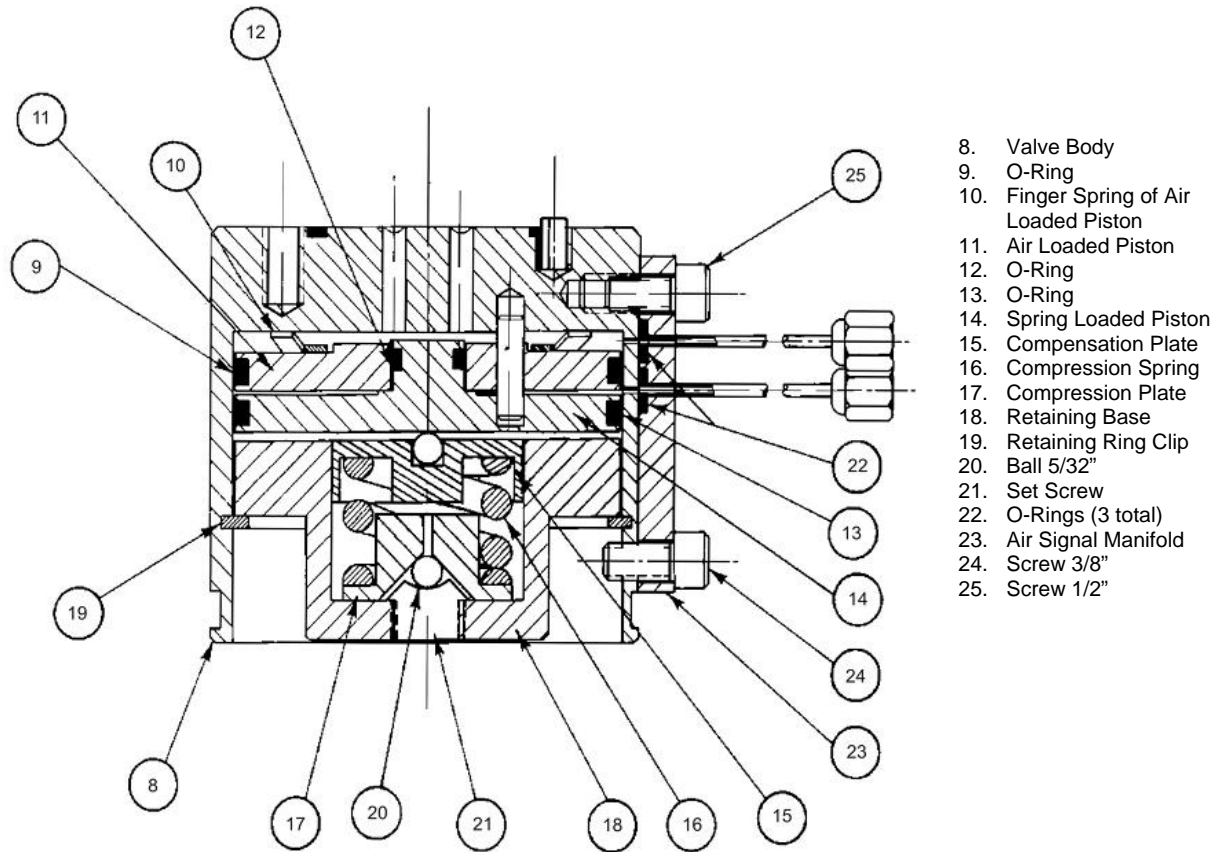 12
11
10
25
9
22
13
19
14
24
8
23
17
20
21
18
16
15
8. Valve Body
9. O-Ring
10. Finger Spring of Air
Loaded Piston
11. Air Loaded Piston
12. O-Ring
13. O-Ring
14. Spring Loaded Piston
15. Compensation Plate
16. Compression Spring
17. Compression Plate
18. Retaining Base
19. Retaining Ring Clip
20. Ball 5/32”
21. Set Screw
22. O-Rings (3 total)
23. Air Signal Manifold
24. Screw 3/8”
25. Screw 1/2”